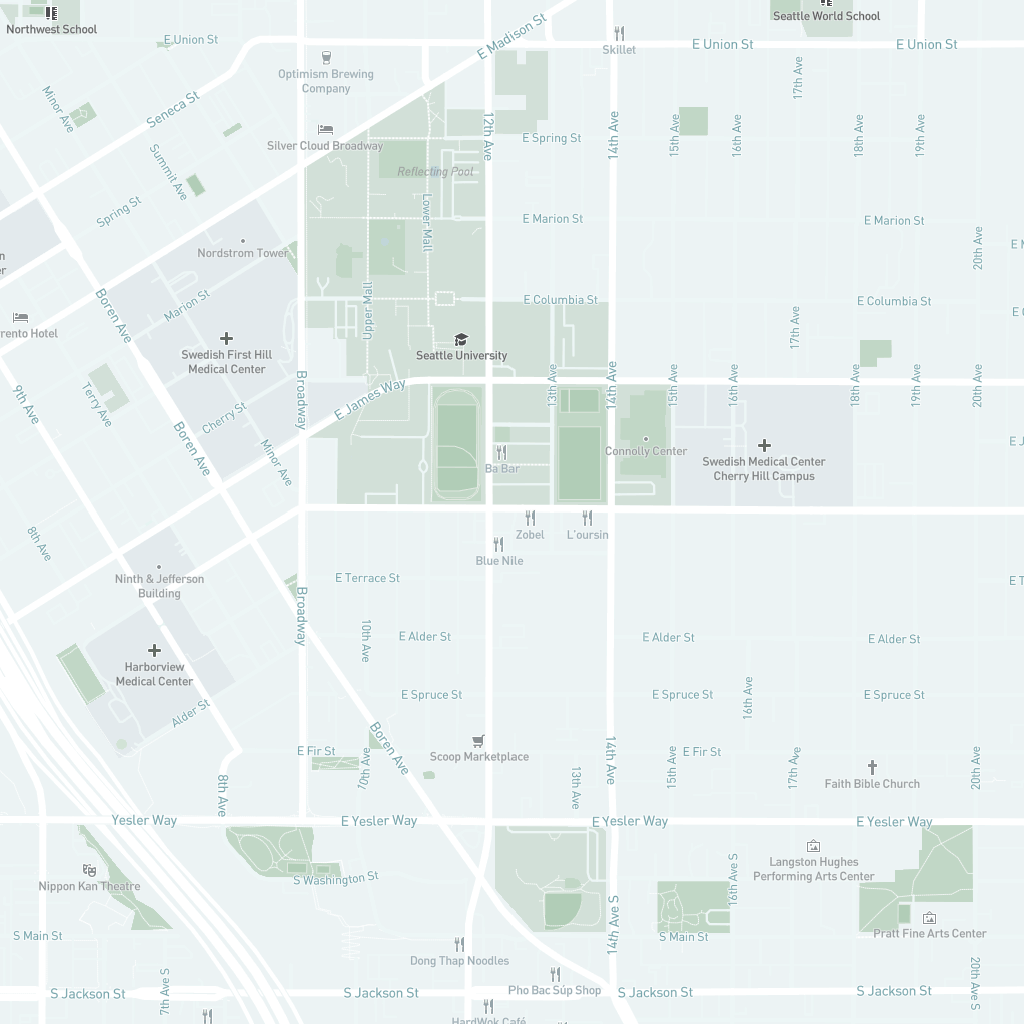 Northwest School
Seattle World School
E Union St
E Madison St
Skillet
E Union St
E Union St
Optimism Brewing
Company
17th Ave
Minor Ave
Seneca St
12th Ave
14th Ave
15th Ave
16th Ave
18th Ave
19th Ave
Silver Cloud Broadway
E Spring St
Summit Ave
Reflecting Pool
Spring St
Lower Mall
E Marion St
E Marion St
20th Ave
Nordstrom Tower
Marion St
Boren Ave
Upper Mall
E Columbia St
E Columbia St
17th Ave
Swedish First Hill
Medical Center
Seattle University
9th Ave
Terry Ave
Broadway
E James Way
13th Ave
14th Ave
15th Ave
16th Ave
18th Ave
19th Ave
20th Ave
Cherry St
Boren Ave
Minor Ave
Connolly Center
Swedish Medical Center
Cherry Hill Campus
Ba Bar
8th Ave
Zobel
L'oursin
Blue Nile
Ninth & Jefferson
Building
E Terrace St
Broadway
10th Ave
E Alder St
E Alder St
E Alder St
Harborview
Medical Center
E Spruce St
E Spruce St
E Spruce St
16th Ave
Alder St
Boren Ave
E Fir St
10th Ave
Scoop Marketplace
14th Ave
E Fir St
15th Ave
17th Ave
20th Ave
8th Ave
13th Ave
Faith Bible Church
Yesler Way
E Yesler Way
E Yesler Way
E Yesler Way
Langston Hughes
Performing Arts Center
Nippon Kan Theatre
S Washington St
16th Ave S
14th Ave S
S Main St
S Main St
Pratt Fine Arts Center
Dong Thap Noodles
7th Ave S
20th Ave S
Pho Bac Súp Shop
S Jackson St
S Jackson St
S Jackson St
S Jackson St
HardWok Café